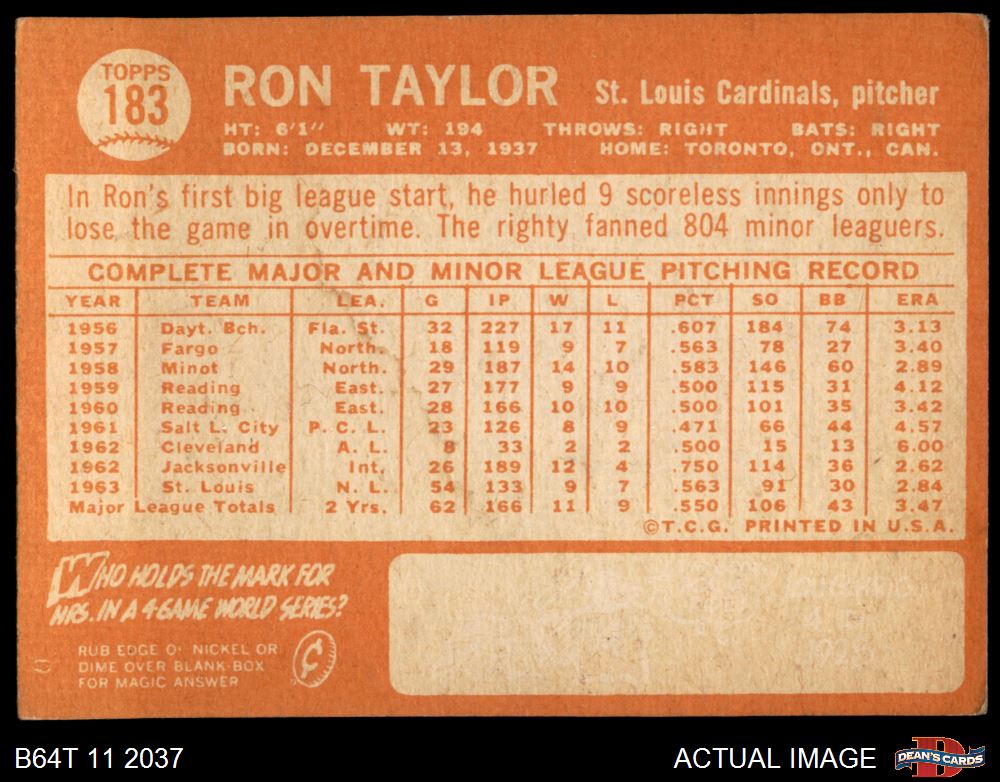 TOPPS
183
RON TAYLOR St. Louis Cardinals, pitcher
HT: 6'1" WT: 194 THROWS: RIGHT BATS: RIGHT
BORN: DECEMBER 13, 1937 HOME: TORONTO, ONT., CAN.
In Ron's first big league start, he hurled 9 scoreless innings only to
lose the game in overtime. The righty fanned 804 minor leaguers.
COMPLETE MAJOR AND MINOR LEAGUE PITCHING RECORD
YEAR TEAM LEA. G IP W L PCT SO BB ERA
1956 Dayt. Bch. Fla. St. 32 227 17 11 .607 184 74 3.13
1957 Fargo North. 18 119 9 7 .563 78 27 3.40
1958 Minot North. 29 187 14 10 .583 146 60 2.89
1959 Reading East. 27 177 9 9 .500 115 31 4.12
1960 Reading East. 28 166 10 10 .500 101 35 3.42
1961 Salt L. City P. C. L. 23 126 8 9 .471 66 44 4.57
1962 Cleveland A. L. 8 33 2 2 .500 15 13 6.00
1962 Jacksonville Int. 26 189 12 4 .750 114 36 2.62
1963 St. Louis N. L. 54 133 9 7 .563 91 30 2.84
Major League Totals 2 Yrs. 62 166 11 9 .550 106 43 3.47
©T.C.G. PRINTED IN U.S.A.
WHO HOLDS THE MARK FOR
HRS. IN A 4-GAME WORLD SERIES?
RUB EDGE OF NICKEL OR
DIME OVER BLANK BOX
FOR MAGIC ANSWER
B64T 11 2037 ACTUAL IMAGE DEAN'S CARDS